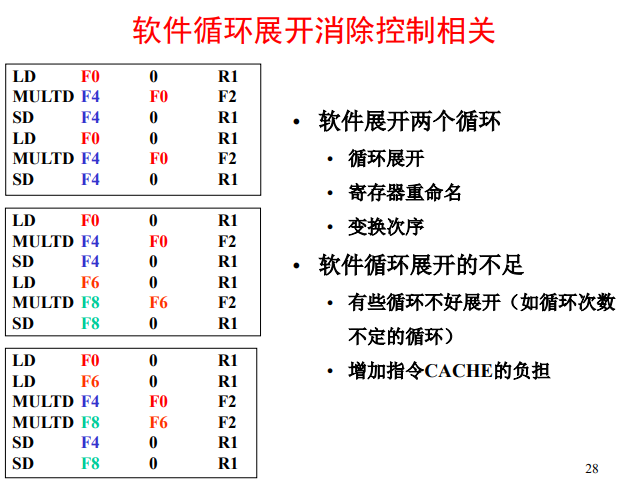 软件循环展开消除控制相关
LD F0 0 R1
MULTD F4 F0 F2
SD F4 0 R1
LD F0 0 R1
MULTD F4 F0 F2
SD F4 0 R1
LD F0 0 R1
MULTD F4 F0 F2
SD F4 0 R1
LD F6 0 R1
MULTD F8 F6 F2
SD F8 0 R1
LD F0 0 R1
LD F6 0 R1
MULTD F4 F0 F2
MULTD F8 F6 F2
SD F4 0 R1
SD F8 0 R1
• 软件展开两个循环
• 循环展开
• 寄存器重命名
• 变换次序
• 软件循环展开的不足
• 有些循环不好展开（如循环次数
不定的循环）
• 增加指令CACHE的负担
28